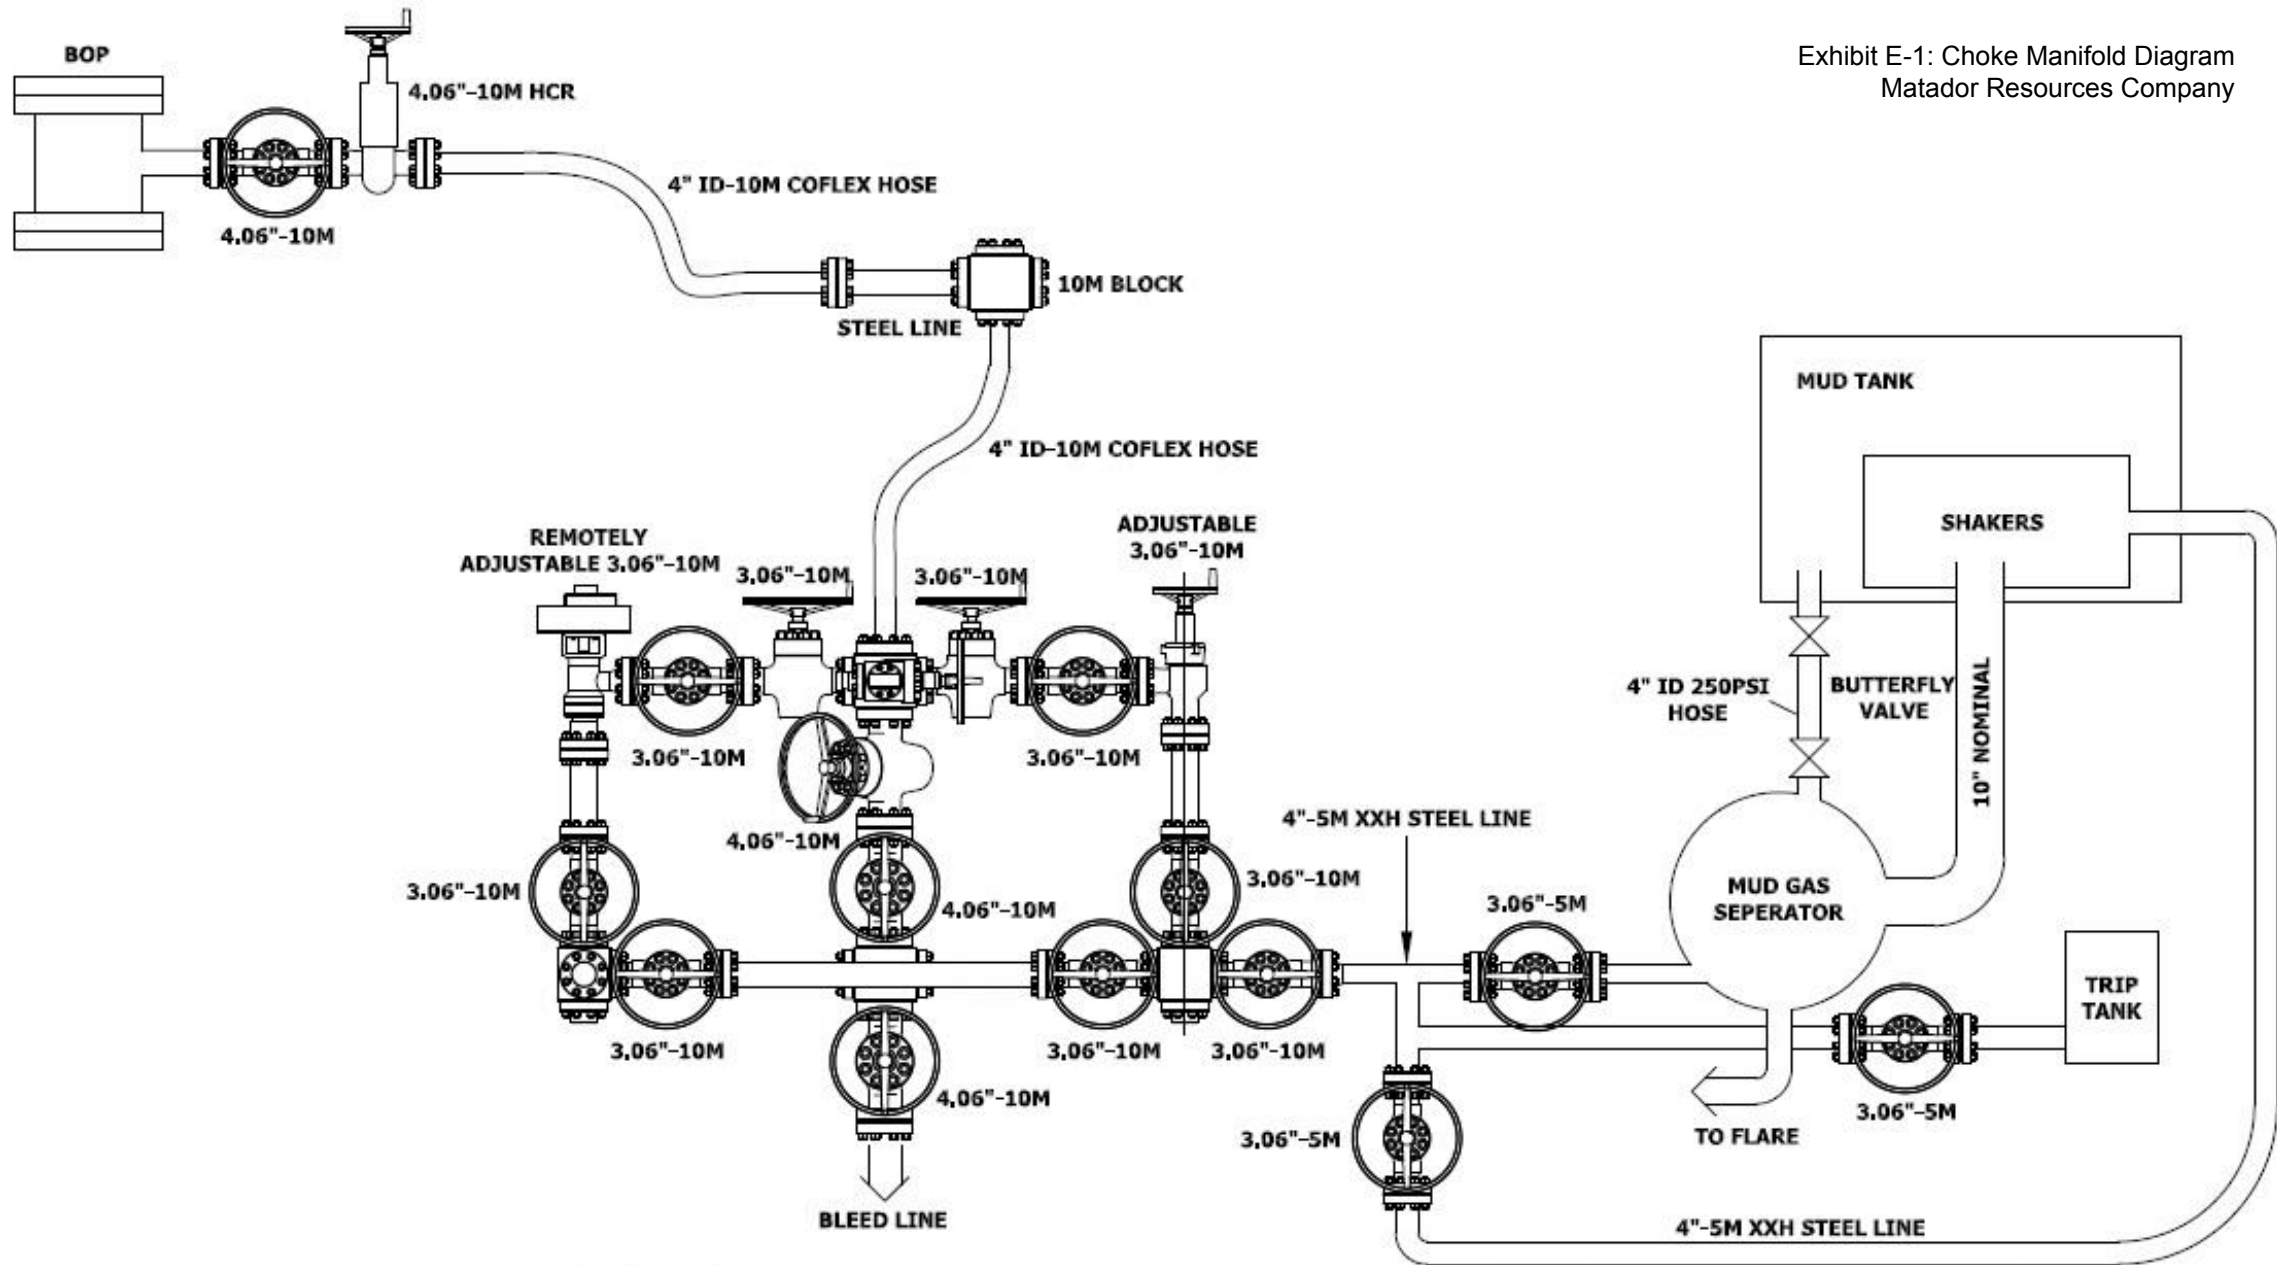 Exhibit E-1: Choke Manifold Diagram
Matador Resources Company
BOP
4.06"-10M HCR
4.06"-10M
4" ID-10M COFLEX HOSE
10M BLOCK
STEEL LINE
4" ID-10M COFLEX HOSE
MUD TANK
SHAKERS
REMOTELY
ADJUSTABLE 3.06"-10M
3.06"-10M
3.06"-10M
ADJUSTABLE
3.06"-10M
3.06"-10M
3.06"-10M
4" ID 250PSI
HOSE
BUTTERFLY
VALVE
10" NOMINAL
4.06"-10M
4"-5M XXH STEEL LINE
3.06"-10M
4.06"-10M
3.06"-10M
3.06"-5M
MUD GAS
SEPERATOR
TRIP
TANK
3.06"-10M
3.06"-10M
3.06"-10M
4.06"-10M
3.06"-5M
TO FLARE
3.06"-5M
BLEED LINE
4"-5M XXH STEEL LINE